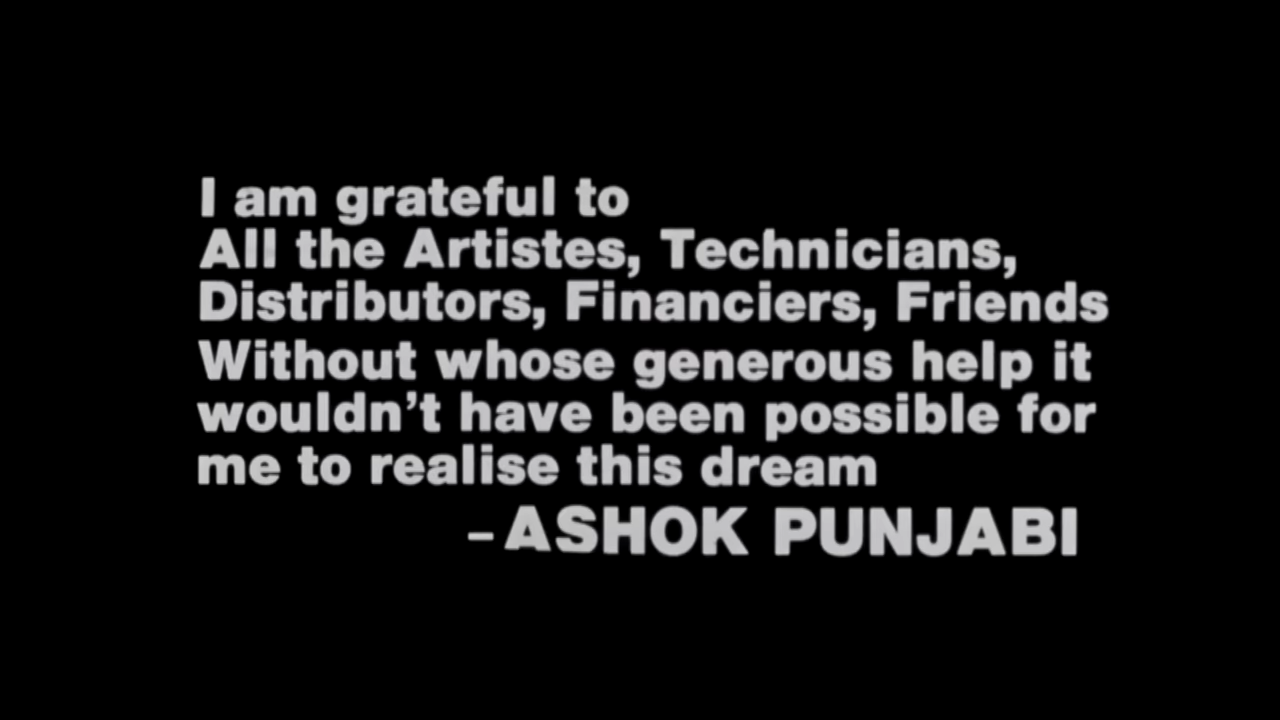 I am grateful to
All the Artistes, Technicians,
Distributors, Financiers, Friends
Without whose generous help it
wouldn't have been possible for
me to realise this dream
–ASHOK PUNJABI